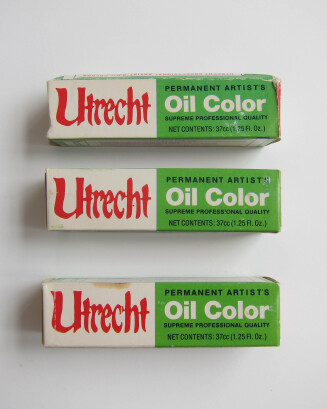 Utrecht
PERMANENT ARTIST'S
Oil Color
SUPREME PROFESSIONAL QUALITY
NET CONTENTS: 37cc (1.25 Fl. Oz.)
Utrecht
PERMANENT ARTIST'S
Oil Color
SUPREME PROFESSIONAL QUALITY
NET CONTENTS: 37cc (1.25 Fl. Oz.)
Utrecht
PERMANENT ARTIST'S
Oil Color
SUPREME PROFESSIONAL QUALITY
NET CONTENTS: 37cc (1.25 Fl. Oz.)